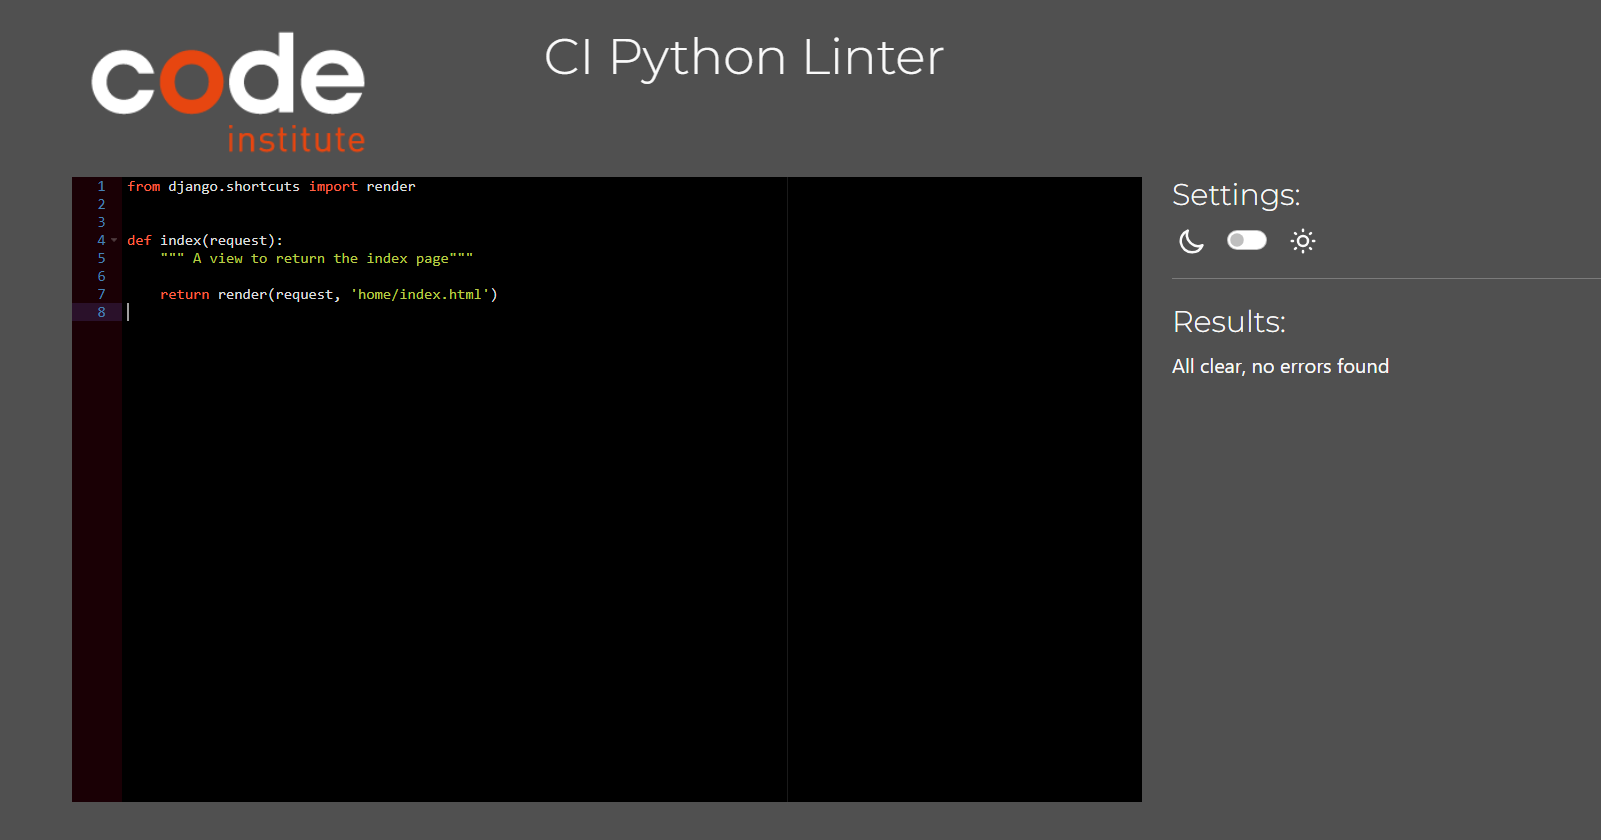 code
institute
CI Python Linter
1 from django.shortcuts import render
2
3
4 def index(request):
5     """ A view to return the index page"""
6
7     return render(request, 'home/index.html')
8
Settings:
Results:
All clear, no errors found